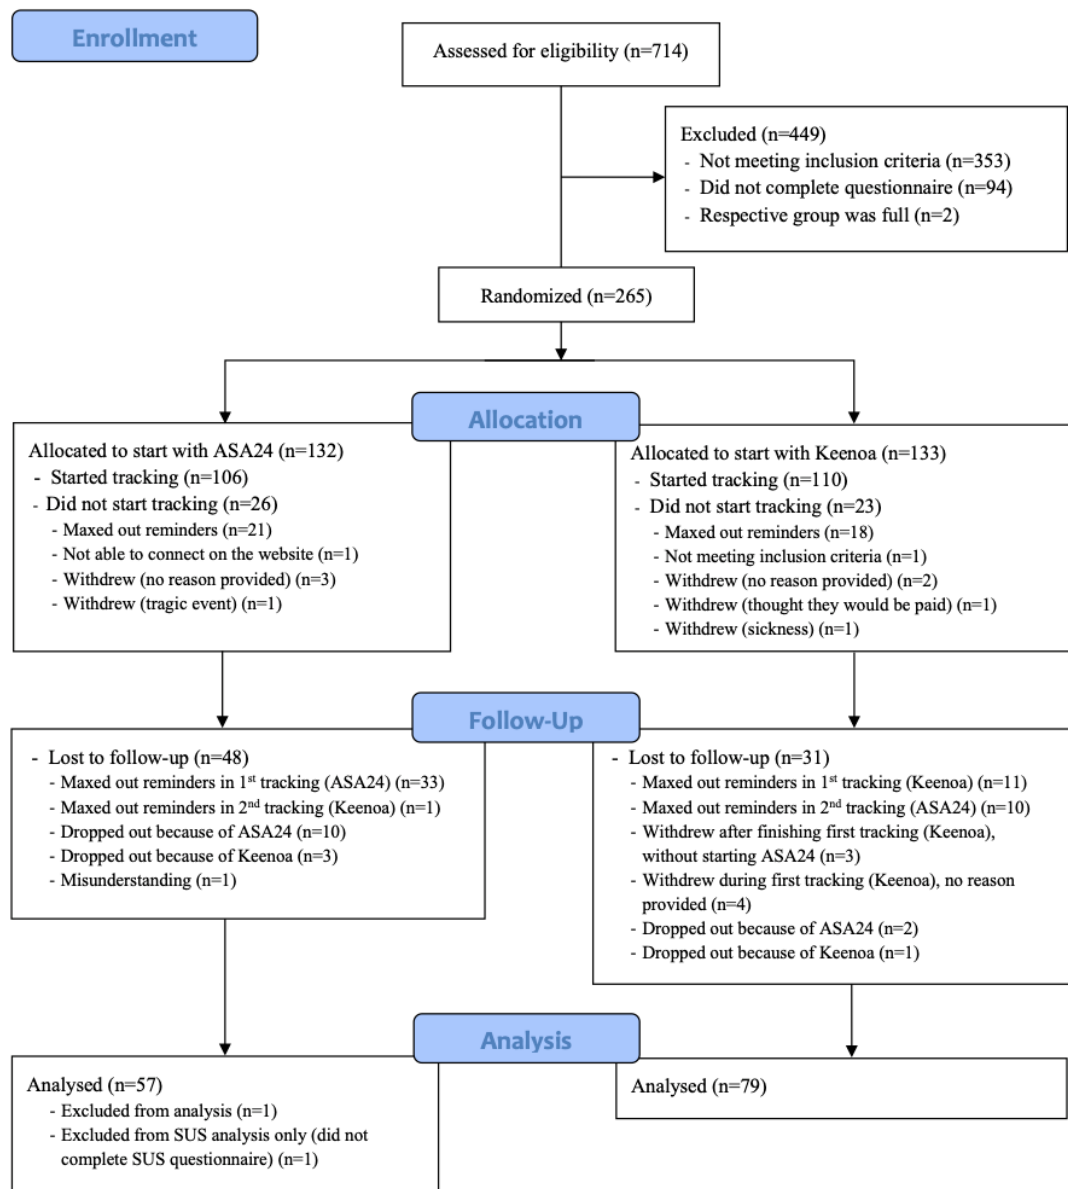 Enrollment
Assessed for eligibility (n=714)
Excluded (n=449)
- Not meeting inclusion criteria (n=353)
- Did not complete questionnaire (n=94)
- Respective group was full (n=2)
Randomized (n=265)
Allocation
Allocated to start with ASA24 (n=132)
- Started tracking (n=106)
- Did not start tracking (n=26)
- Maxed out reminders (n=21)
- Not able to connect on the website (n=1)
- Withdrew (no reason provided) (n=3)
- Withdrew (tragic event) (n=1)
Allocated to start with Keenoa (n=133)
- Started tracking (n=110)
- Did not start tracking (n=23)
- Maxed out reminders (n=18)
- Not meeting inclusion criteria (n=1)
- Withdrew (no reason provided) (n=2)
- Withdrew (thought they would be paid) (n=1)
- Withdrew (sickness) (n=1)
Follow-Up
- Lost to follow-up (n=48)
- Maxed out reminders in 1st tracking (ASA24) (n=33)
- Maxed out reminders in 2nd tracking (Keenoa) (n=1)
- Dropped out because of ASA24 (n=10)
- Dropped out because of Keenoa (n=3)
- Misunderstanding (n=1)
- Lost to follow-up (n=31)
- Maxed out reminders in 1st tracking (Keenoa) (n=11)
- Maxed out reminders in 2nd tracking (ASA24) (n=10)
- Withdrew after finishing first tracking (Keenoa),
without starting ASA24 (n=3)
- Withdrew during first tracking (Keenoa), no reason
provided (n=4)
- Dropped out because of ASA24 (n=2)
- Dropped out because of Keenoa (n=1)
Analysis
Analysed (n=57)
- Excluded from analysis (n=1)
- Excluded from SUS analysis only (did not
complete SUS questionnaire) (n=1)
Analysed (n=79)